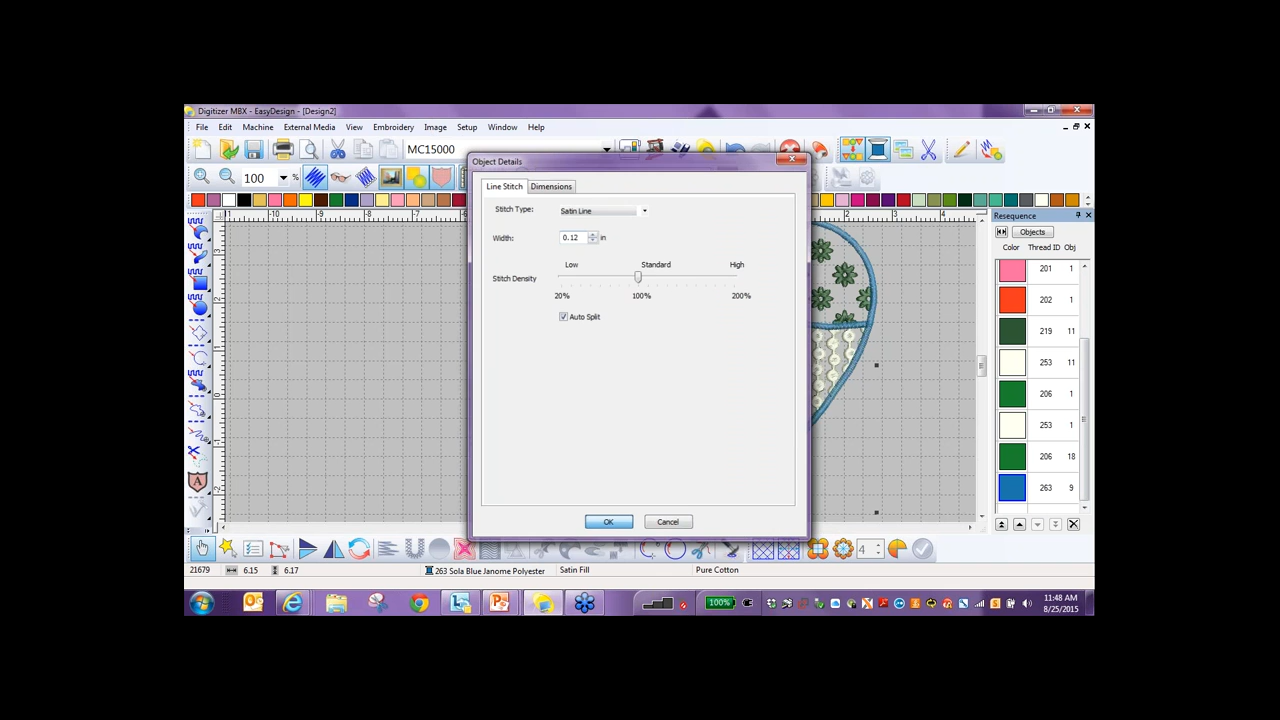 Digitizer MBX - EasyDesign - [Design2]
File Edit Machine External Media View Embroidery Image Setup Window Help
MC15000
100
Object Details
Line Stitch Dimensions
Stitch Type: Satin Line
Width: 0.12 in
Low Standard High
Stitch Density
20% 100% 200%
Auto Split
OK Cancel
Resequence
Objects
Color Thread ID Obj
201 1
202 1
219 11
253 11
206 1
253 1
206 18
263 9
4
21679 6.15 6.17 263 Sola Blue Janome Polyester Satin Fill Pure Cotton
100%
11:48 AM
8/25/2015